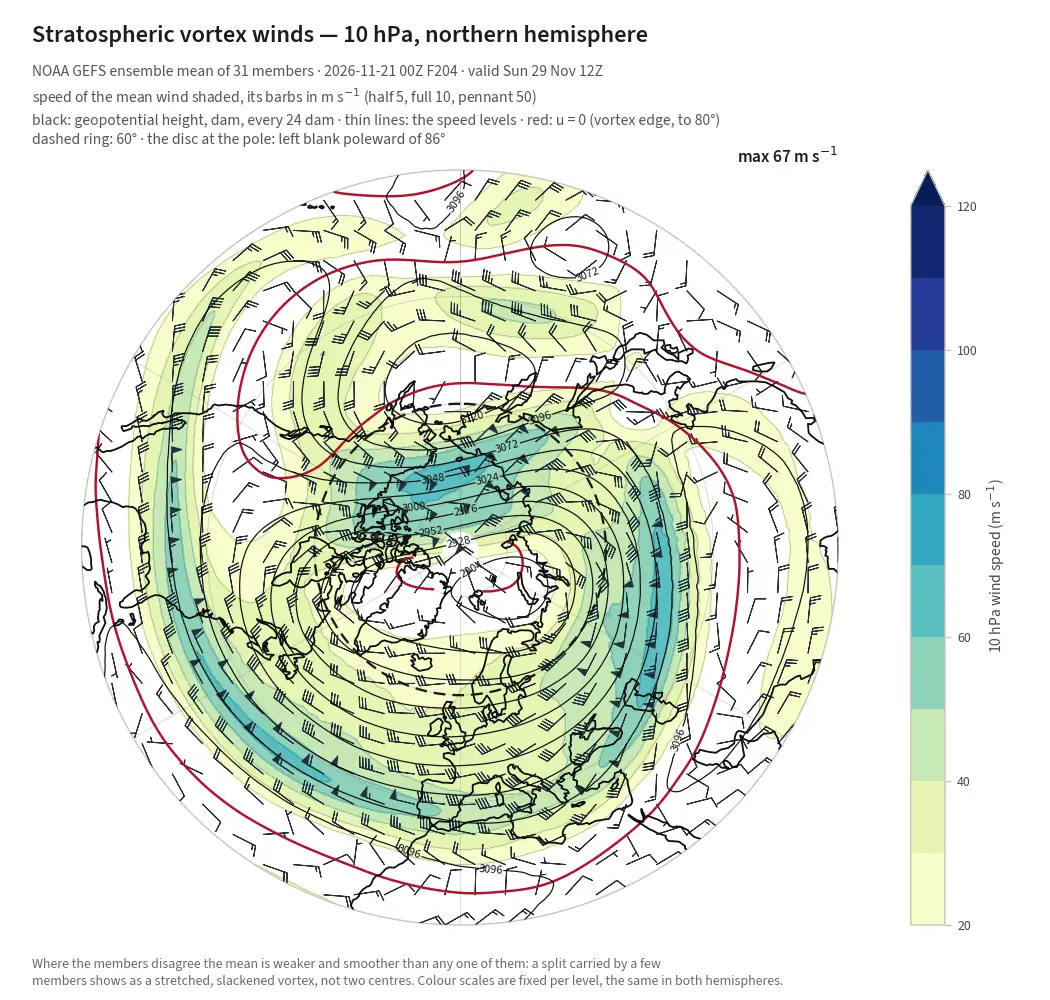 Stratospheric vortex winds — 10 hPa, northern hemisphere
NOAA GEFS ensemble mean of 31 members · 2026-11-21 00Z F204 · valid Sun 29 Nov 12Z
speed of the mean wind shaded, its barbs in m s⁻¹ (half 5, full 10, pennant 50)
black: geopotential height, dam, every 24 dam · thin lines: the speed levels · red: u = 0 (vortex edge, to 80°)
dashed ring: 60° · the disc at the pole: left blank poleward of 86°
max 67 m s⁻¹
3096
3072
3096
3072
3048
3024
3000
2976
2952
2928
2904
3096
3096
3096
120
100
80
60
40
20
10 hPa wind speed (m s⁻¹)
Where the members disagree the mean is weaker and smoother than any one of them: a split carried by a few
members shows as a stretched, slackened vortex, not two centres. Colour scales are fixed per level, the same in both hemispheres.